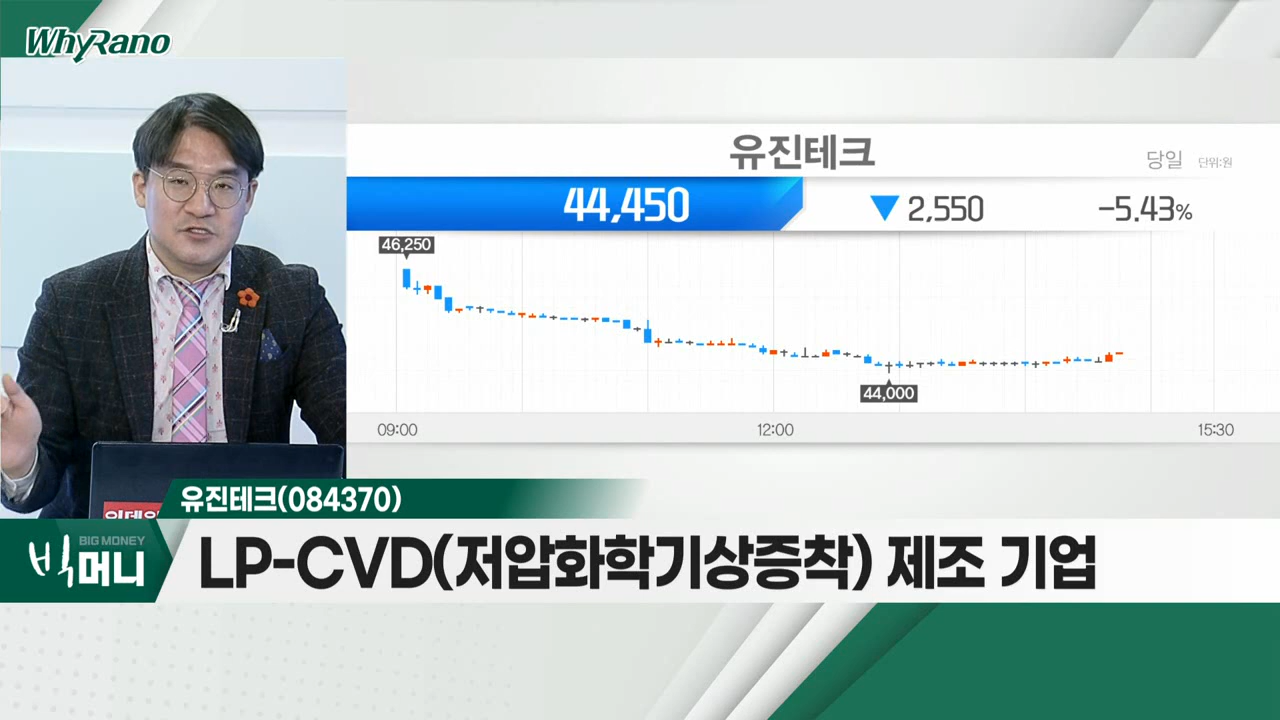 WhyRano
유진테크
당일 단위:원
44,450 ▼ 2,550 -5.43%
46,250
44,000
09:00 12:00 15:30
유진테크(084370)
BIG MONEY
빅머니
LP-CVD(저압화학기상증착) 제조 기업